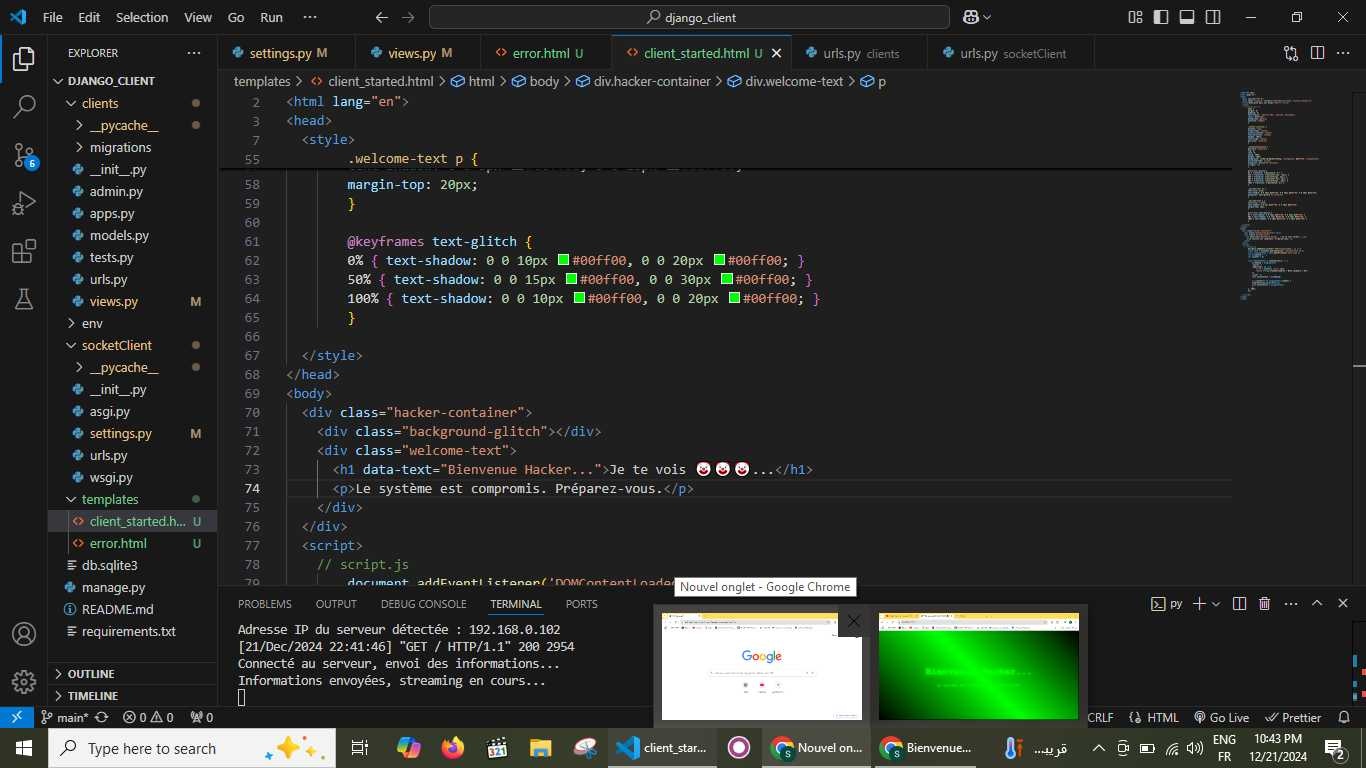 File Edit Selection View Go Run ··· django_client
EXPLORER
DJANGO_CLIENT
clients
__pycache__
migrations
__init__.py
admin.py
apps.py
models.py
tests.py
urls.py
views.py M
env
socketClient
__pycache__
__init__.py
asgi.py
settings.py M
urls.py
wsgi.py
templates
client_started.h... U
error.html U
db.sqlite3
manage.py
README.md
requirements.txt
OUTLINE
TIMELINE
settings.py M views.py M error.html U client_started.html U urls.py clients urls.py socketClient
templates > client_started.html > html > body > div.hacker-container > div.welcome-text > p
2 <html lang="en">
3 <head>
7 <style>
55 .welcome-text p {
58 margin-top: 20px;
59 }
60
61 @keyframes text-glitch {
62 0% { text-shadow: 0 0 10px #00ff00, 0 0 20px #00ff00; }
63 50% { text-shadow: 0 0 15px #00ff00, 0 0 30px #00ff00; }
64 100% { text-shadow: 0 0 10px #00ff00, 0 0 20px #00ff00; }
65 }
66
67 </style>
68 </head>
69 <body>
70 <div class="hacker-container">
71 <div class="background-glitch"></div>
72 <div class="welcome-text">
73 <h1 data-text="Bienvenue Hacker...">Je te vois 🤡🤡🤡...</h1>
74 <p>Le système est compromis. Préparez-vous.</p>
75 </div>
76 </div>
77 <script>
78 // script.js
79 document.addEventListener('DOMContentLoade
Nouvel onglet - Google Chrome
Google
PROBLEMS OUTPUT DEBUG CONSOLE TERMINAL PORTS
py
Adresse IP du serveur détectée : 192.168.0.102
[21/Dec/2024 22:41:46] "GET / HTTP/1.1" 200 2954
Connecté au serveur, envoi des informations...
Informations envoyées, streaming en cours...
6
main* 0 0 0 CRLF HTML Go Live Prettier
Type here to search
321
client_star...
Nouvel on...
Bienvenue...
قريبـ...
ENG
FR
10:43 PM
12/21/2024
2